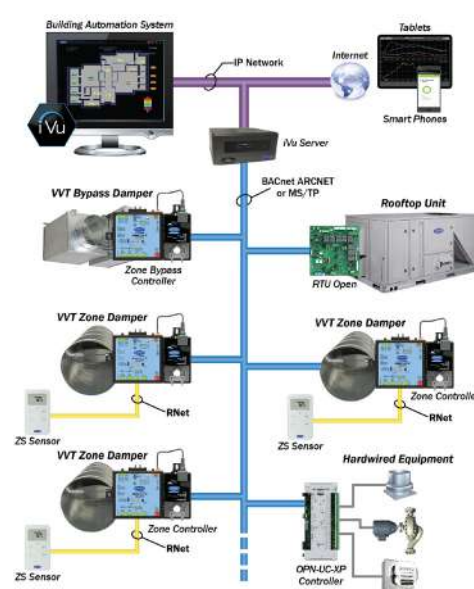 Building Automation System
Tablets
IP Network
Internet
iVu
Smart Phones
iVu Server
BACnet ARCNET
or MS/TP
VVT Bypass Damper
Rooftop Unit
Zone Bypass
Controller
RTU Open
VVT Zone Damper
VVT Zone Damper
Zone Controller
RNet
RNet
ZS Sensor
ZS Sensor
VVT Zone Damper
Hardwired Equipment
Zone Controller
RNet
ZS Sensor
OPN-UC-XP
Controller